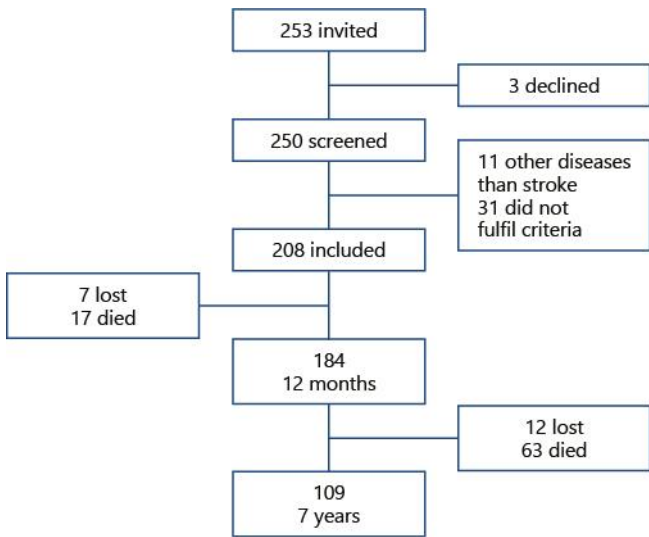 253 invited
3 declined
250 screened
11 other diseases
than stroke
31 did not
fulfil criteria
208 included
7 lost
17 died
184
12 months
12 lost
63 died
109
7 years